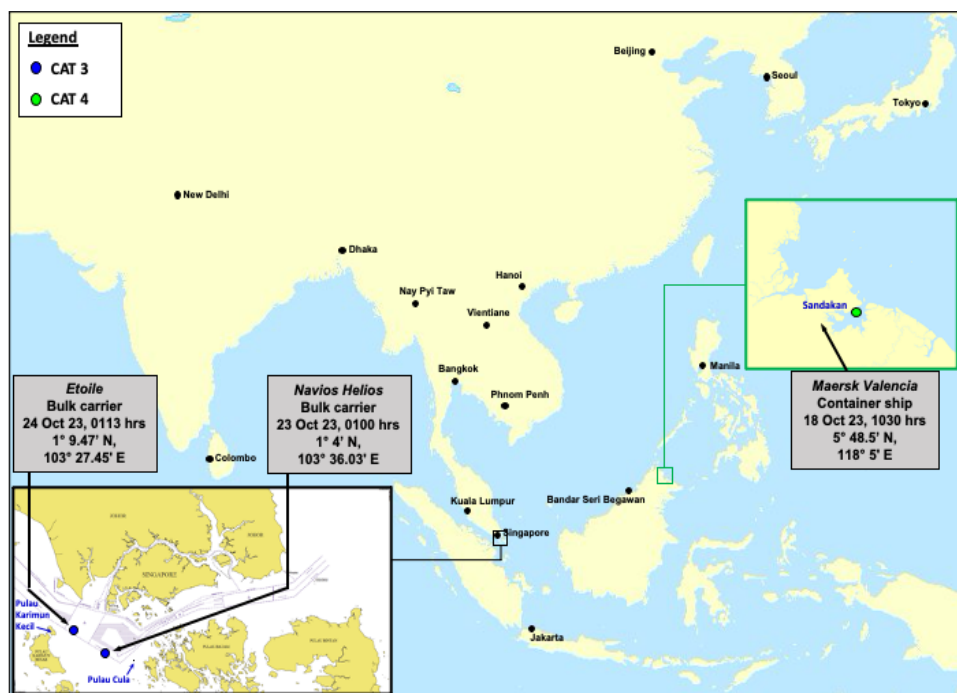 Legend
CAT 3
CAT 4
Beijing
Seoul
Tokyo
New Delhi
Dhaka
Hanoi
Nay Pyi Taw
Vientiane
Sandakan
Bangkok
Manila
Phnom Penh
Etoile
Bulk carrier
24 Oct 23, 0113 hrs
1° 9.47' N,
103° 27.45' E
Navios Helios
Bulk carrier
23 Oct 23, 0100 hrs
1° 4' N,
103° 36.03' E
Maersk Valencia
Container ship
18 Oct 23, 1030 hrs
5° 48.5' N,
118° 5' E
Colombo
Kuala Lumpur
Bandar Seri Begawan
Singapore
SINGAPORE
Pulau
Karimun
Kecil
Pulau Cula
Jakarta